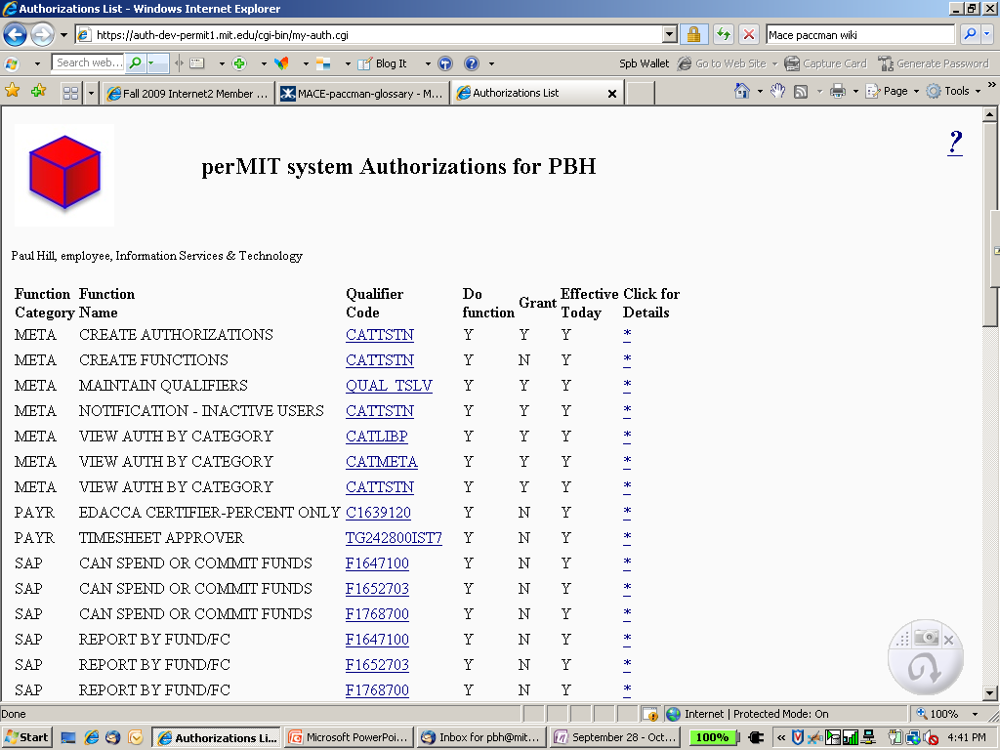 Authorizations List - Windows Internet Explorer
https://auth-dev-permit1.mit.edu/cgi-bin/my-auth.cgi
Mace paccman wiki
Search web...
Blog It
Spb Wallet
Go to Web Site
Capture Card
Generate Password
Fall 2009 Internet2 Member ...
MACE-paccman-glossary - M...
Authorizations List
Page
Tools
?
perMIT system Authorizations for PBH
Paul Hill, employee, Information Services & Technology
Function Function Qualifier Do Grant Effective Click for
Category Name Code function Today Details
META CREATE AUTHORIZATIONS CATTSTN Y Y Y *
META CREATE FUNCTIONS CATTSTN Y N Y *
META MAINTAIN QUALIFIERS QUAL_TSLV Y Y Y *
META NOTIFICATION - INACTIVE USERS CATTSTN Y Y Y *
META VIEW AUTH BY CATEGORY CATLIBP Y Y Y *
META VIEW AUTH BY CATEGORY CATMETA Y Y Y *
META VIEW AUTH BY CATEGORY CATTSTN Y Y Y *
PAYR EDACCA CERTIFIER-PERCENT ONLY C1639120 Y N Y *
PAYR TIMESHEET APPROVER TG242800IST7 Y N Y *
SAP CAN SPEND OR COMMIT FUNDS F1647100 Y N Y *
SAP CAN SPEND OR COMMIT FUNDS F1652703 Y N Y *
SAP CAN SPEND OR COMMIT FUNDS F1768700 Y N Y *
SAP REPORT BY FUND/FC F1647100 Y N Y *
SAP REPORT BY FUND/FC F1652703 Y N Y *
SAP REPORT BY FUND/FC F1768700 Y N Y *
Done
Internet | Protected Mode: On
100%
Start
Authorizations Li...
Microsoft PowerPoi...
Inbox for pbh@mit...
September 28 - Oct...
100%
4:41 PM